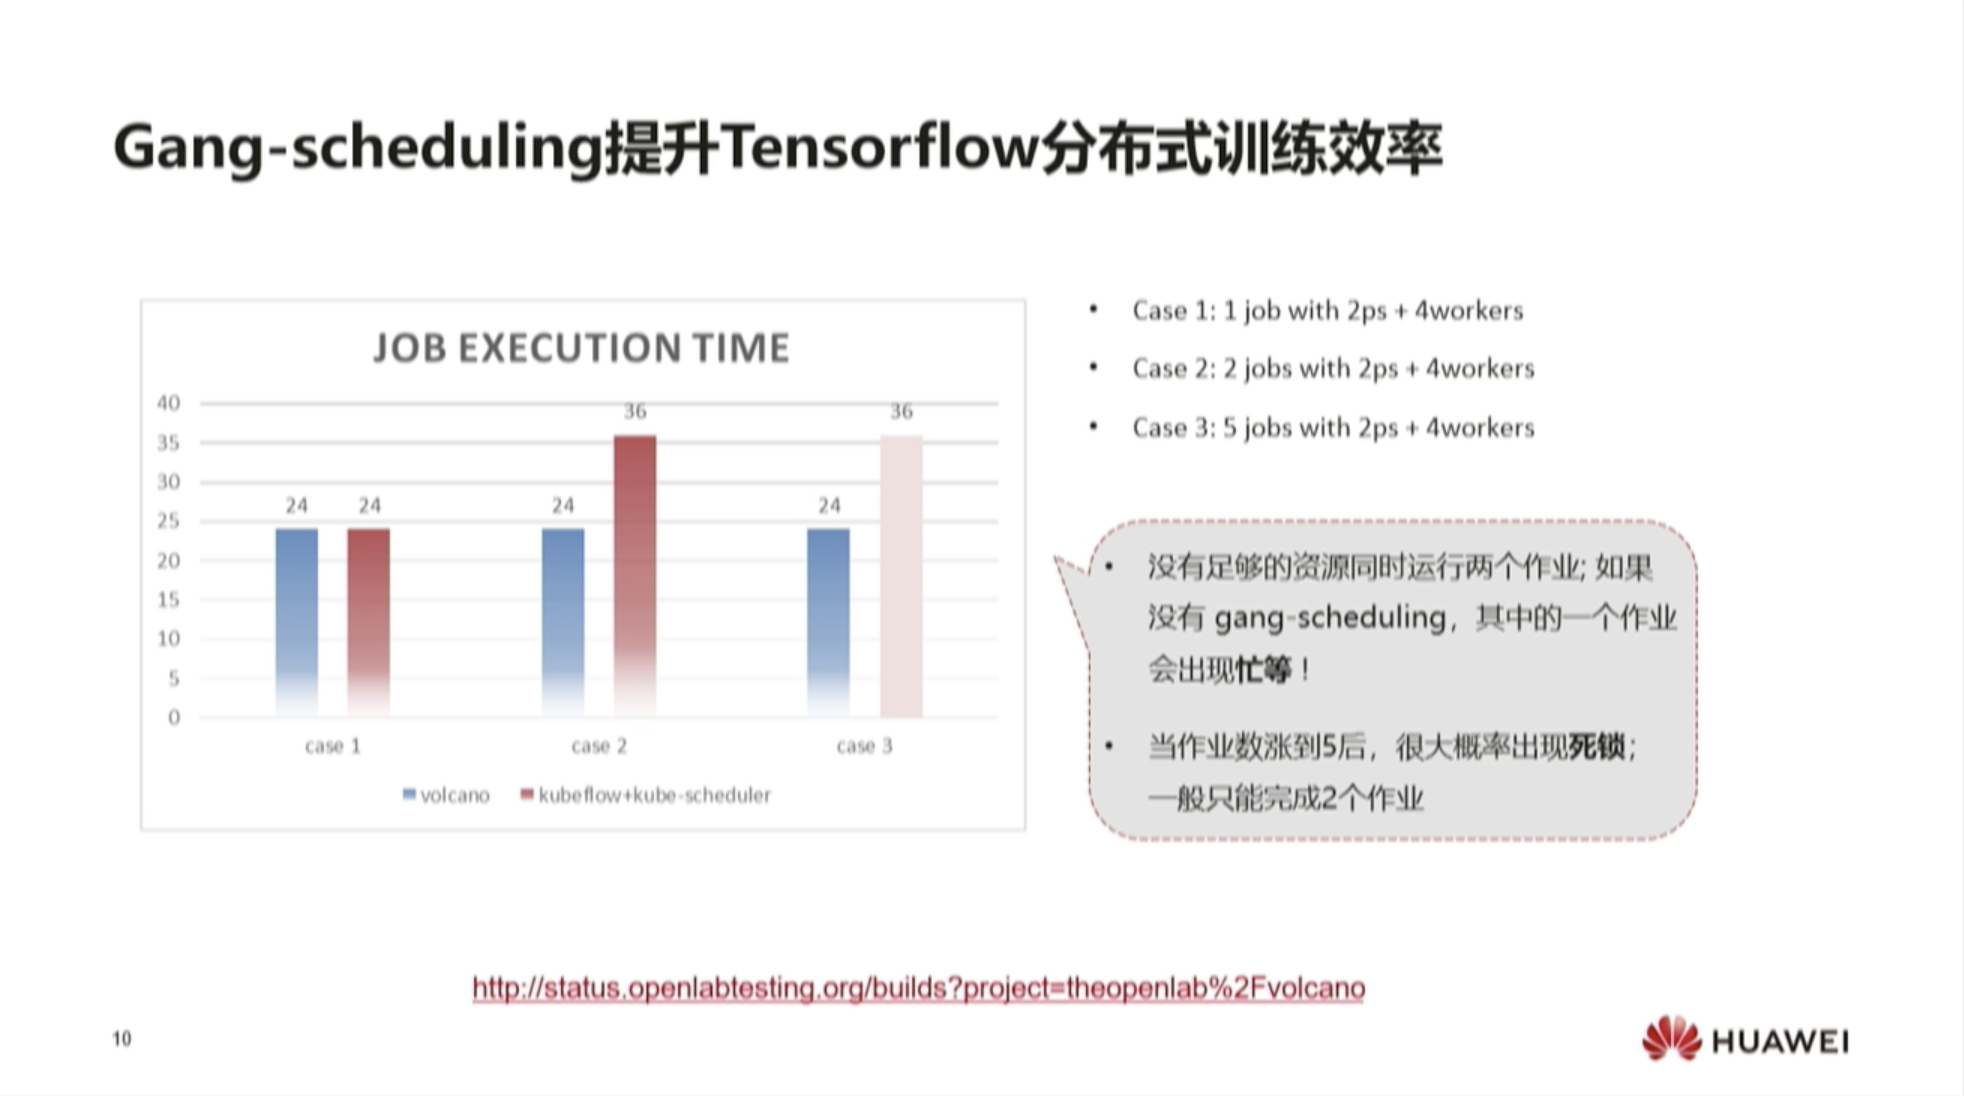 Gang-scheduling提升Tensorflow分布式训练效率
JOB EXECUTION TIME
40
35
30
25
20
15
10
5
0
24
24
24
36
24
36
case 1
case 2
case 3
volcano
kubeflow+kube-scheduler
• Case 1: 1 job with 2ps + 4workers
• Case 2: 2 jobs with 2ps + 4workers
• Case 3: 5 jobs with 2ps + 4workers
• 没有足够的资源同时运行两个作业; 如果
没有 gang-scheduling，其中的一个作业
会出现忙等！
• 当作业数涨到5后，很大概率出现死锁；
一般只能完成2个作业
http://status.openlabtesting.org/builds?project=theopenlab%2Fvolcano
10
HUAWEI